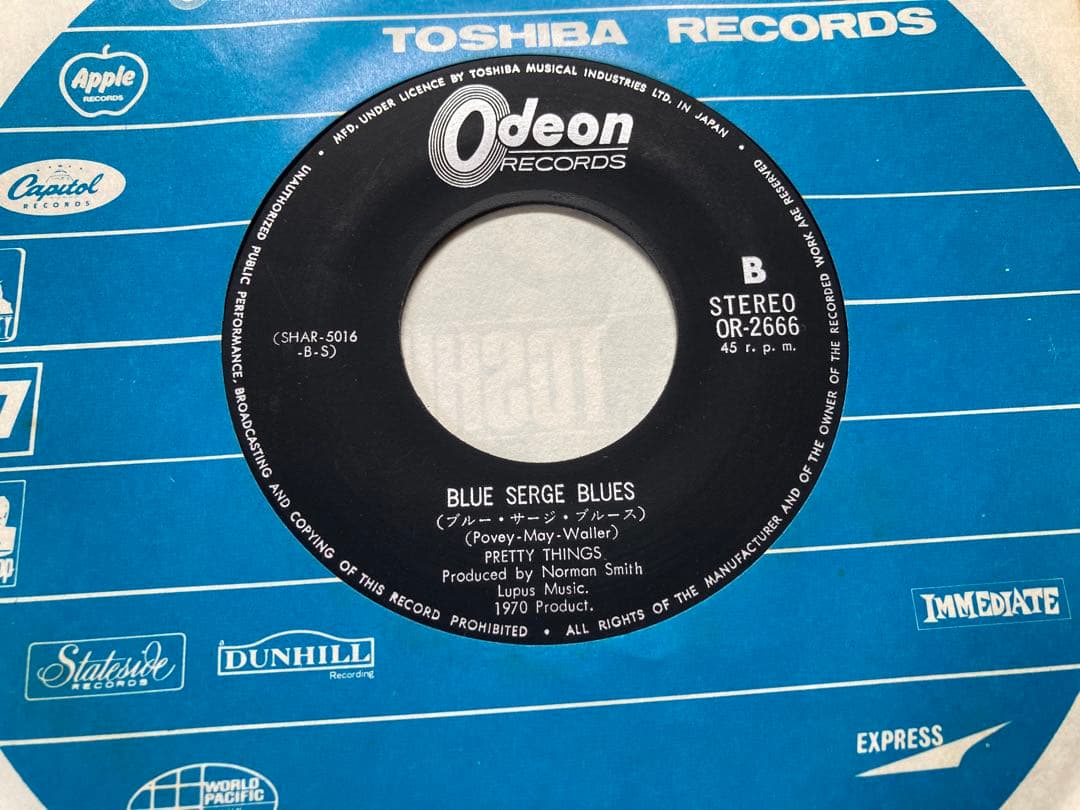 TOSHIBA RECORDS
Apple
RECORDS
Capitol
RECORDS
7
MFD. UNDER LICENCE BY TOSHIBA MUSICAL INDUSTRIES LTD. IN JAPAN
Odeon
RECORDS
B
STEREO
OR-2666
45 r. p. m.
(SHAR-5016
-B-S)
BLUE SERGE BLUES
(ブルー・サージ・ブルース)
(Povey-May-Waller)
PRETTY THINGS
Produced by Norman Smith
Lupus Music.
1970 Product.
• UNAUTHORIZED PUBLIC PERFORMANCE, BROADCASTING AND COPYING OF THIS RECORD PROHIBITED • ALL RIGHTS OF THE MANUFACTURER AND OF THE OWNER OF THE RECORDED WORK ARE RESERVED •
IMMEDIATE
Stateside
RECORDS
DUNHILL
Recording
EXPRESS
WORLD
PACIFIC